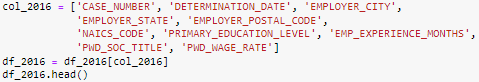 col_2016 = ['CASE_NUMBER', 'DETERMINATION_DATE', 'EMPLOYER_CITY',
'EMPLOYER_STATE', 'EMPLOYER_POSTAL_CODE',
'NAICS_CODE', 'PRIMARY_EDUCATION_LEVEL', 'EMP_EXPERIENCE_MONTHS',
'PWD_SOC_TITLE', 'PWD_WAGE_RATE']
df_2016 = df_2016[col_2016]
df_2016.head()